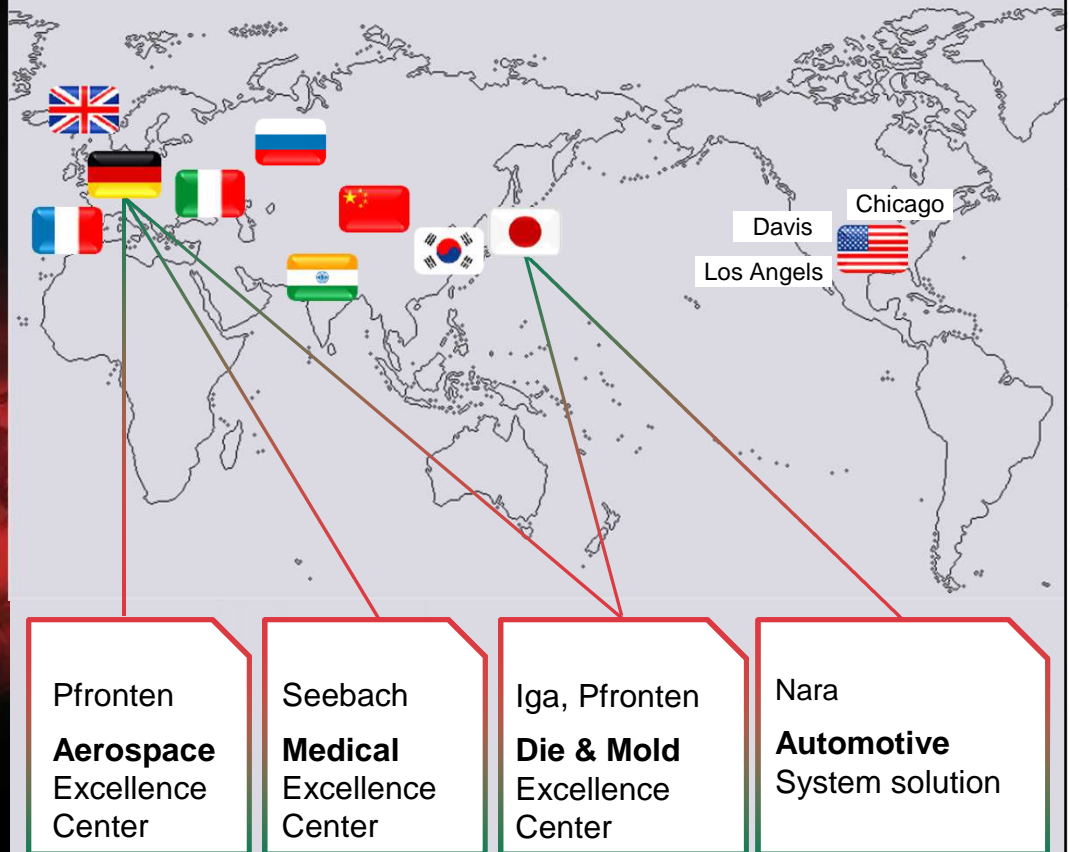 Chicago
Davis
Los Angels
Pfronten
Aerospace
Excellence
Center
Seebach
Medical
Excellence
Center
Iga, Pfronten
Die & Mold
Excellence
Center
Nara
Automotive
System solution